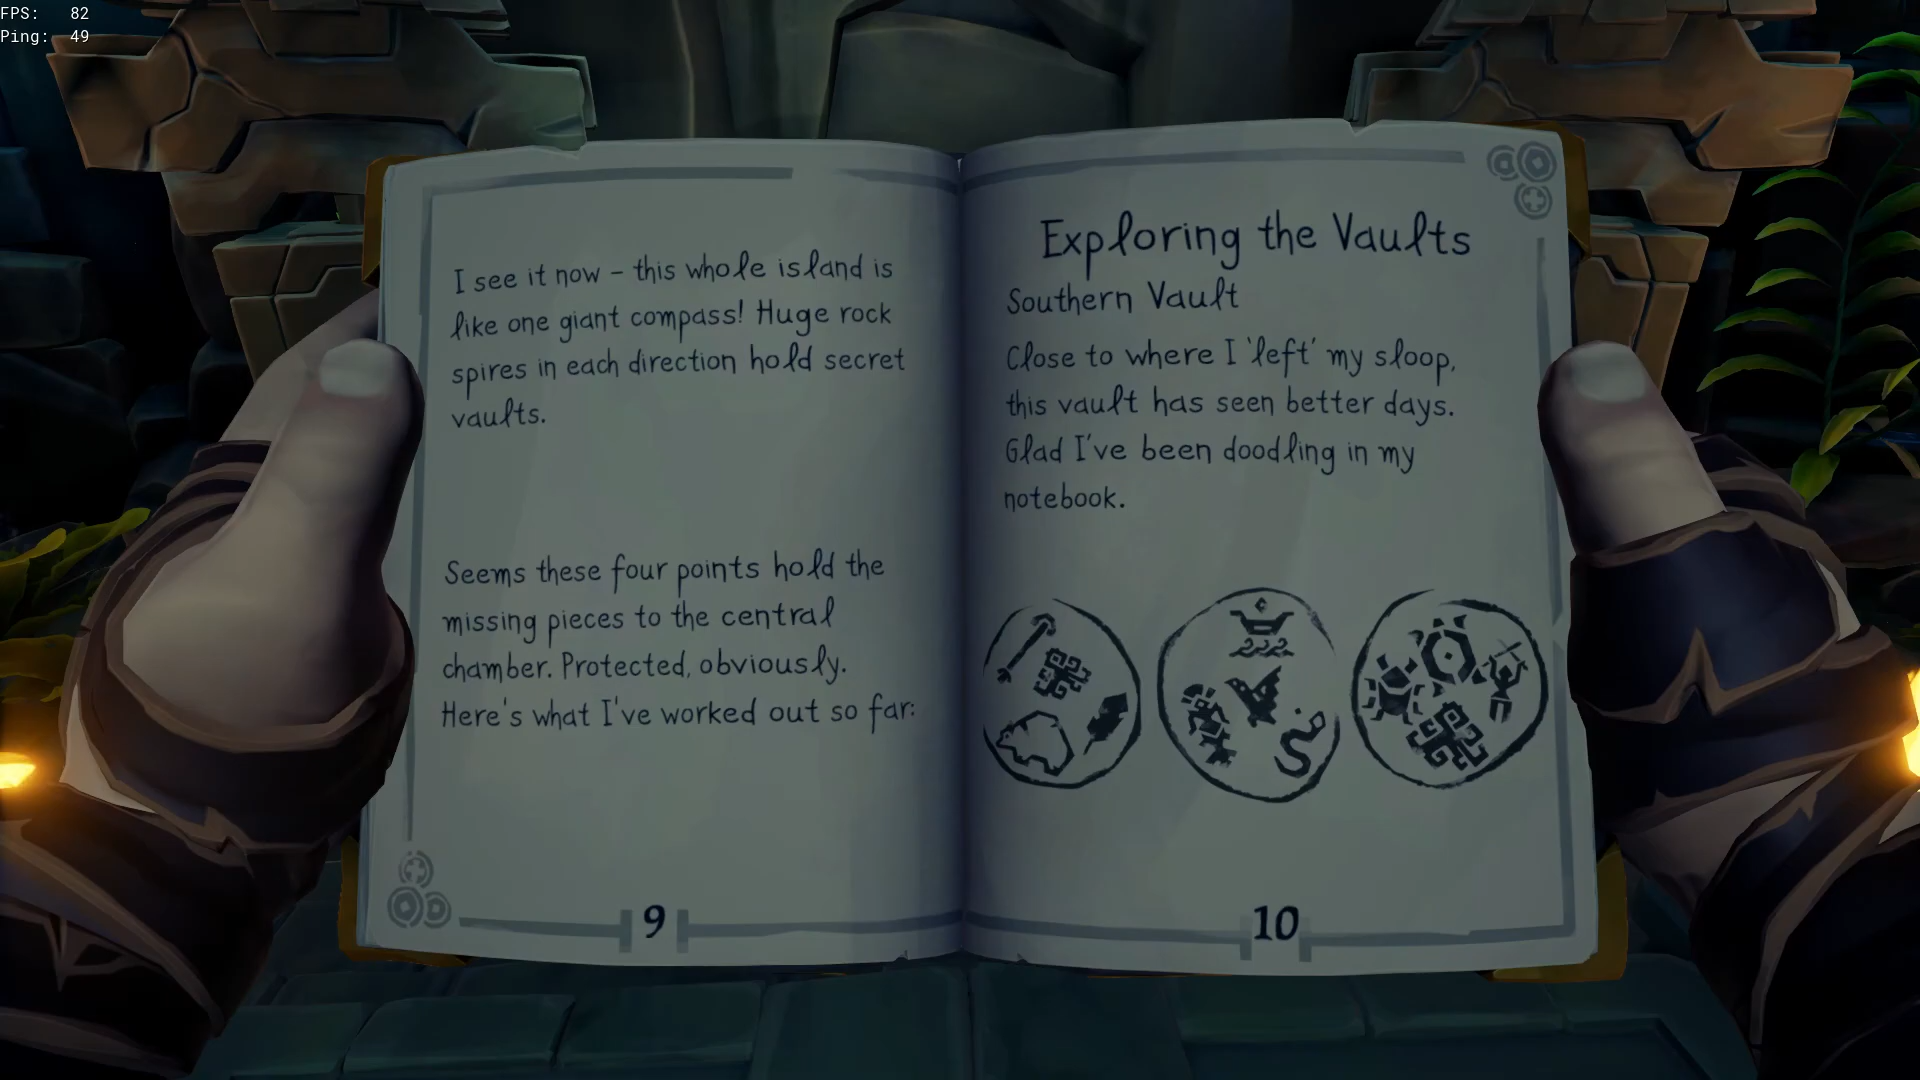 FPS: 82
Ping: 49
I see it now - this whole island is
like one giant compass! Huge rock
spires in each direction hold secret
vaults.
Seems these four points hold the
missing pieces to the central
chamber. Protected, obviously.
Here's what I've worked out so far:
9
Exploring the Vaults
Southern Vault
Close to where I 'left' my sloop,
this vault has seen better days.
Glad I've been doodling in my
notebook.
10